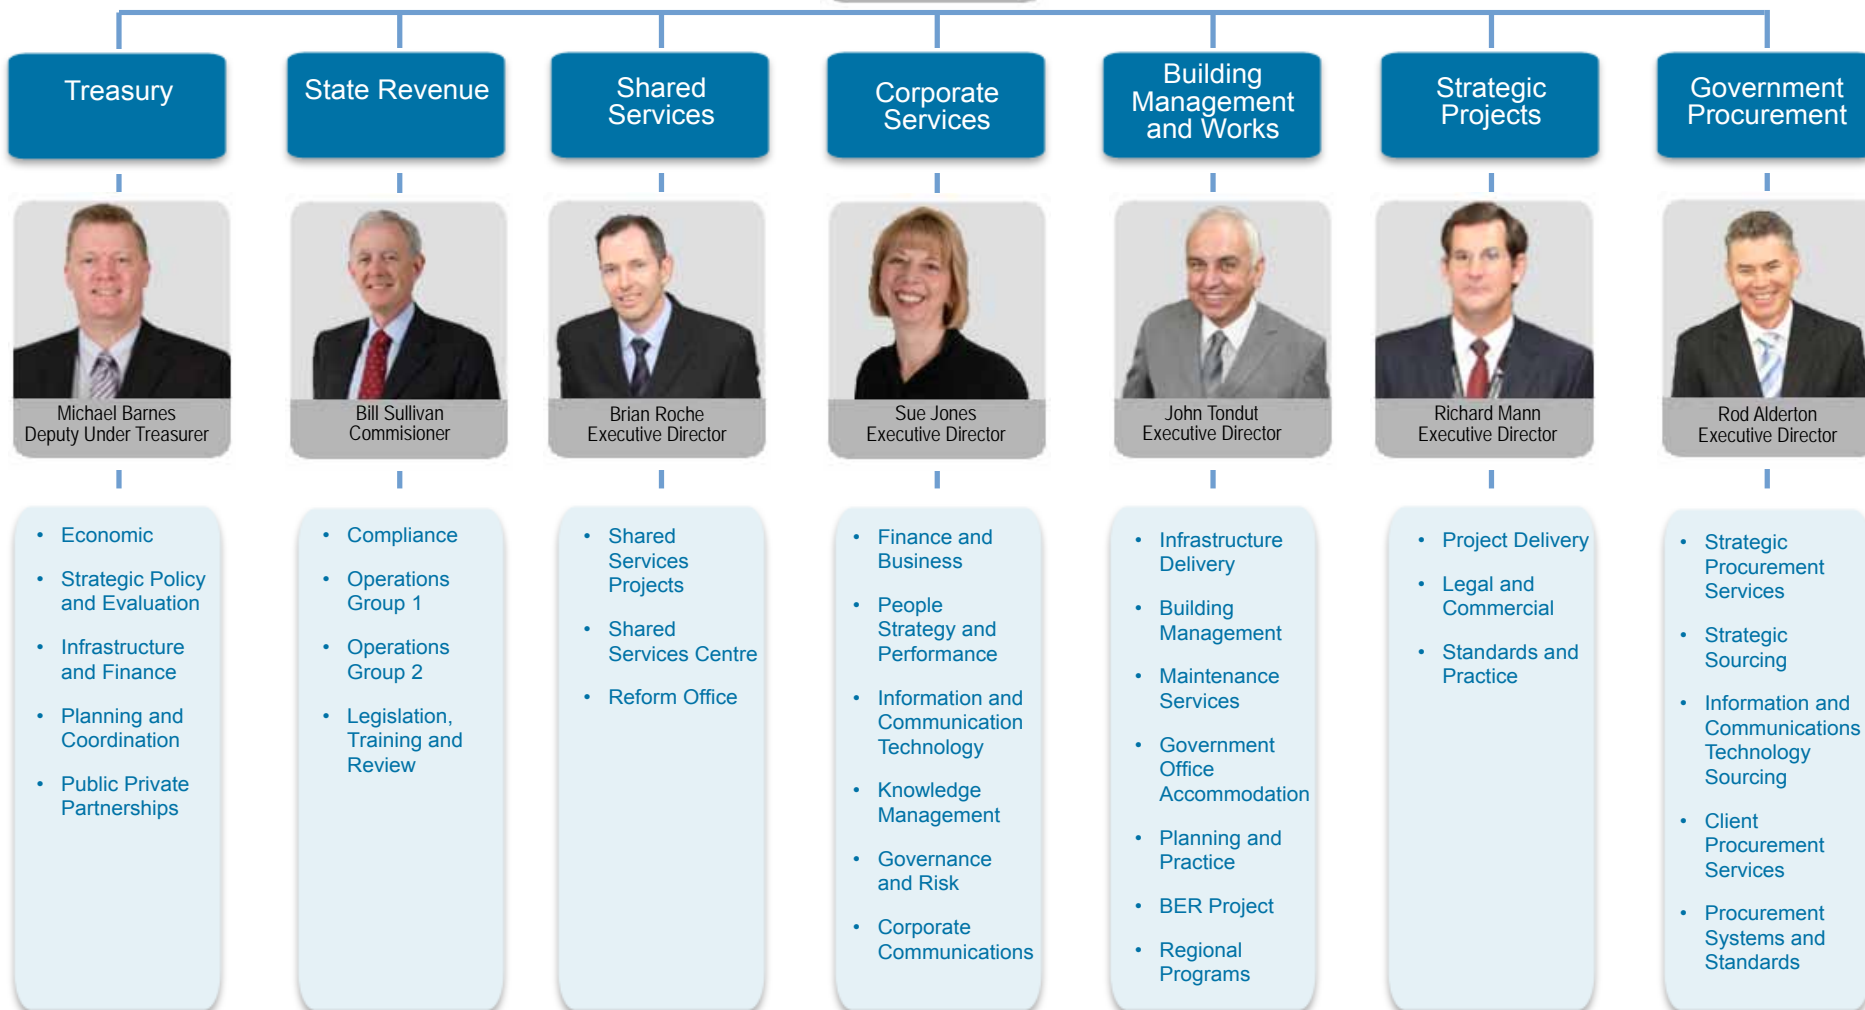 Treasury
State Revenue
Shared
Services
Corporate
Services
Building
Management
and Works
Strategic
Projects
Government
Procurement
Michael Barnes
Deputy Under Treasurer
Bill Sullivan
Commisioner
Brian Roche
Executive Director
Sue Jones
Executive Director
John Tondut
Executive Director
Richard Mann
Executive Director
Rod Alderton
Executive Director
• Economic
• Strategic Policy
and Evaluation
• Infrastructure
and Finance
• Planning and
Coordination
• Public Private
Partnerships
• Compliance
• Operations
Group 1
• Operations
Group 2
• Legislation,
Training and
Review
• Shared
Services
Projects
• Shared
Services Centre
• Reform Office
• Finance and
Business
• People
Strategy and
Performance
• Information and
Communication
Technology
• Knowledge
Management
• Governance
and Risk
• Corporate
Communications
• Infrastructure
Delivery
• Building
Management
• Maintenance
Services
• Government
Office
Accommodation
• Planning and
Practice
• BER Project
• Regional
Programs
• Project Delivery
• Legal and
Commercial
• Standards and
Practice
• Strategic
Procurement
Services
• Strategic
Sourcing
• Information and
Communications
Technology
Sourcing
• Client
Procurement
Services
• Procurement
Systems and
Standards